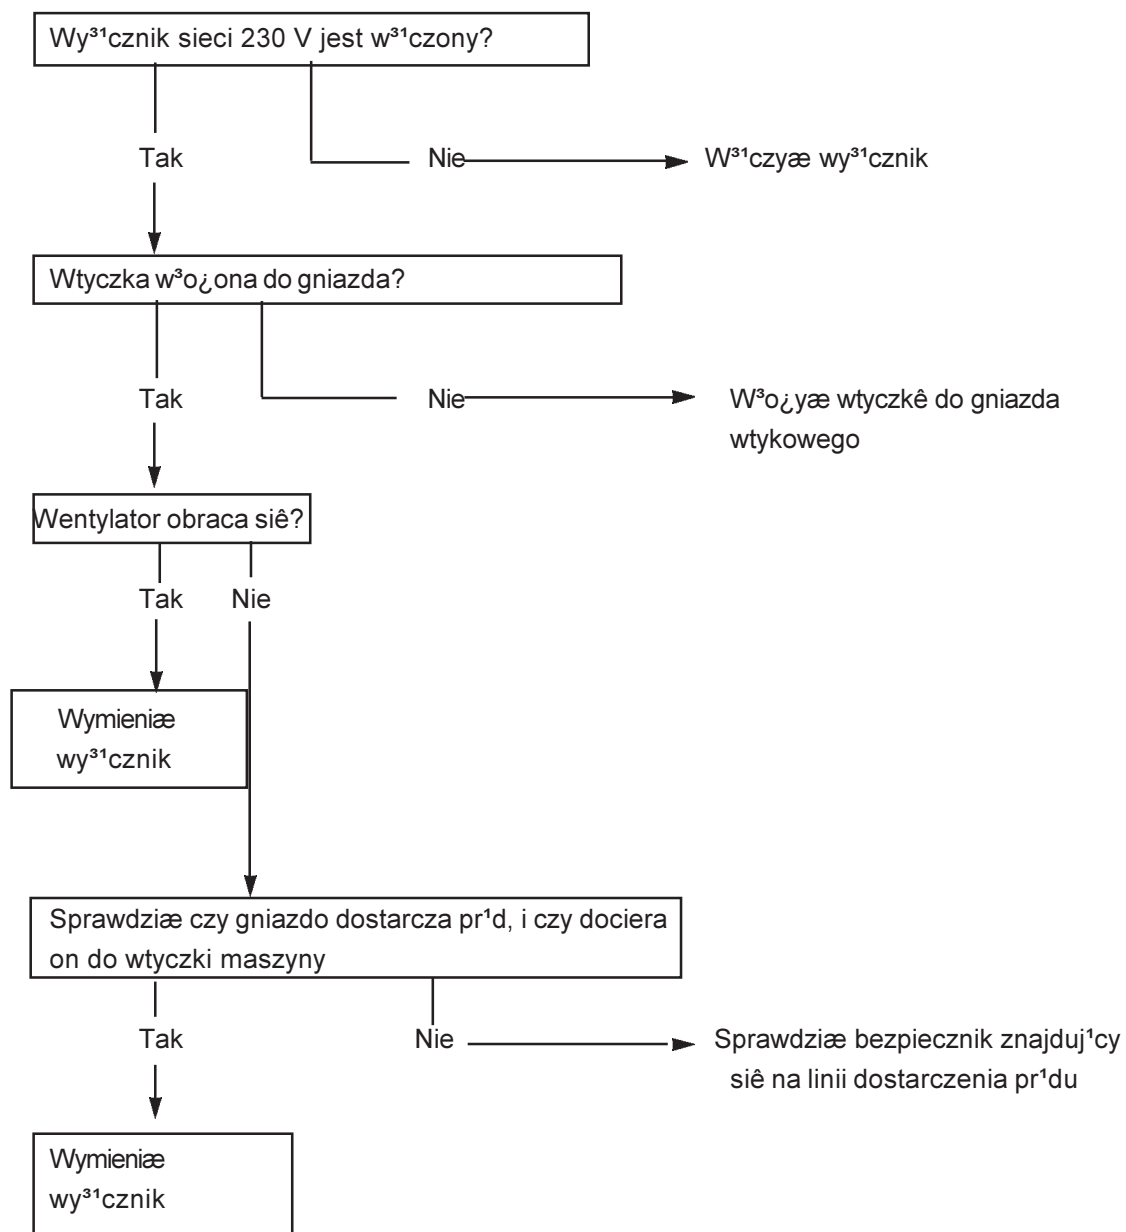 Wy³¹cznik sieci 230 V jest w³¹czony?
Tak
Nie
W³¹czyæ wy³¹cznik
Wtyczka w³o¿ona do gniazda?
Tak
Nie
W³o¿yæ wtyczkê do gniazda
wtykowego
Wentylator obraca siê?
Tak
Nie
Wymieniæ
wy³¹cznik
Sprawdziæ czy gniazdo dostarcza pr¹d, i czy dociera
on do wtyczki maszyny
Tak
Nie
Sprawdziæ bezpiecznik znajduj¹cy
siê na linii dostarczenia pr¹du
Wymieniæ
wy³¹cznik